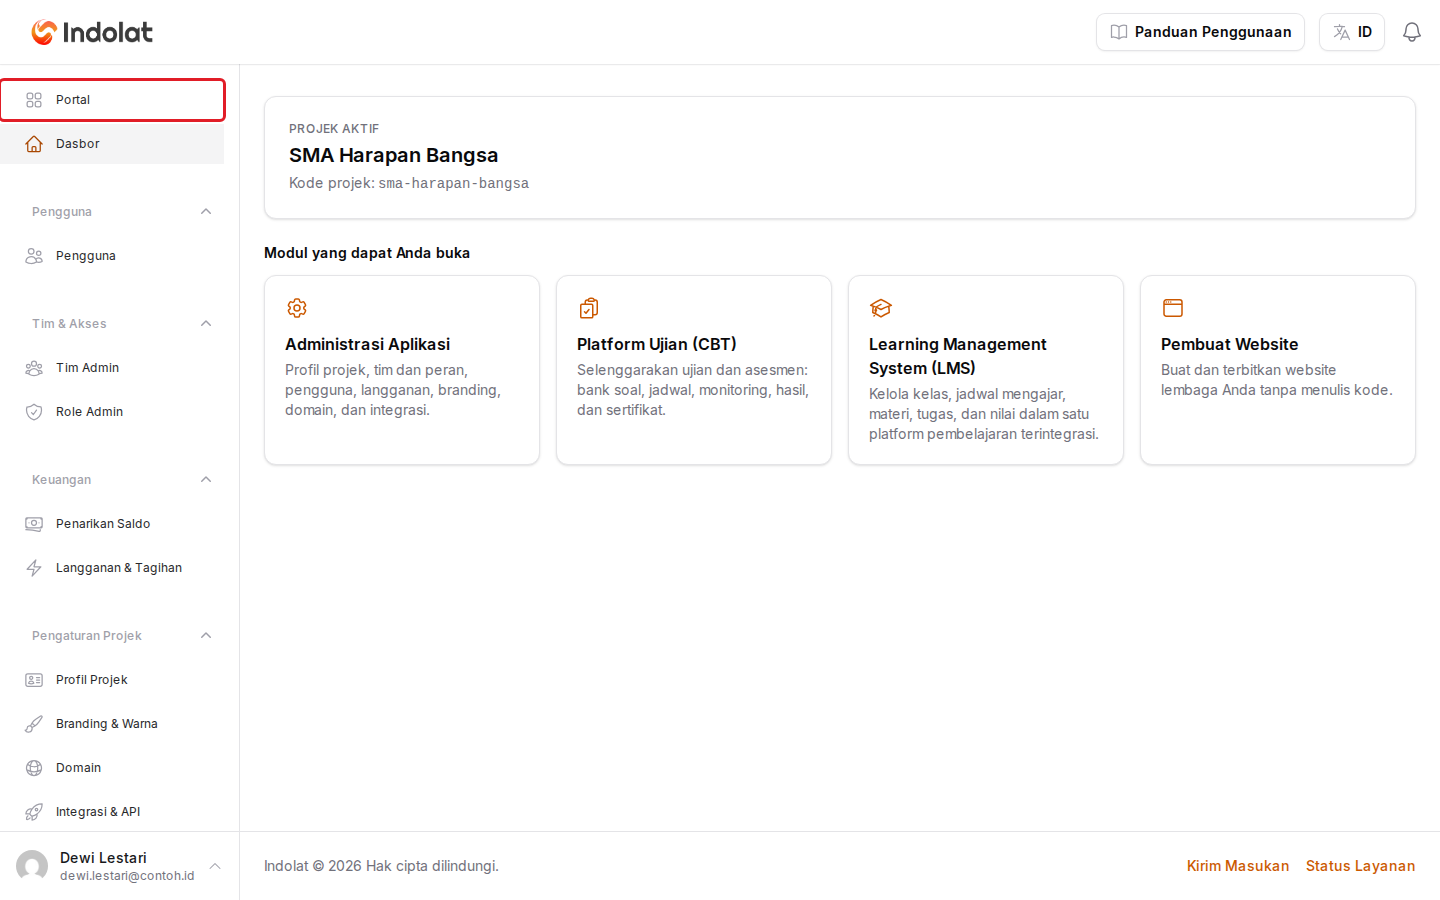 Indolat
Panduan Penggunaan
ID
Portal
Dasbor
Pengguna
Pengguna
Tim & Akses
Tim Admin
Role Admin
Keuangan
Penarikan Saldo
Langganan & Tagihan
Pengaturan Projek
Profil Projek
Branding & Warna
Domain
Integrasi & API
Dewi Lestari
dewi.lestari@contoh.id
PROJEK AKTIF
SMA Harapan Bangsa
Kode projek: sma-harapan-bangsa
Modul yang dapat Anda buka
Administrasi Aplikasi
Profil projek, tim dan peran,
pengguna, langganan, branding,
domain, dan integrasi.
Platform Ujian (CBT)
Selenggarakan ujian dan asesmen:
bank soal, jadwal, monitoring, hasil,
dan sertifikat.
Learning Management
System (LMS)
Kelola kelas, jadwal mengajar,
materi, tugas, dan nilai dalam satu
platform pembelajaran terintegrasi.
Pembuat Website
Buat dan terbitkan website
lembaga Anda tanpa menulis kode.
Indolat © 2026 Hak cipta dilindungi.
Kirim Masukan
Status Layanan